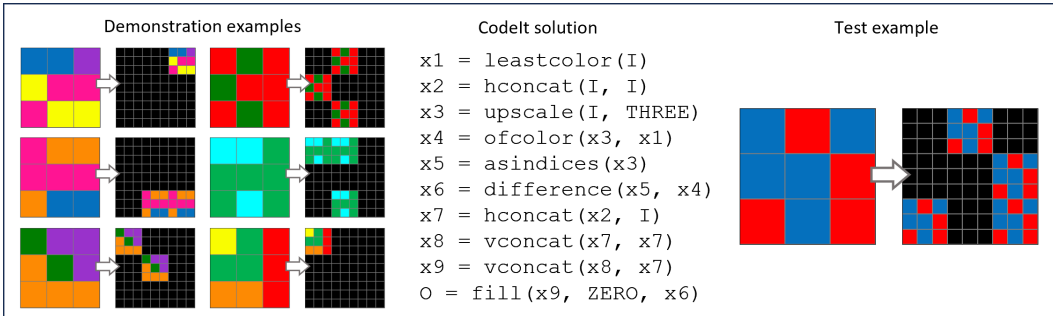 Demonstration examples
CodeIt solution
Test example
x1 = leastcolor(I)
x2 = hconcat(I, I)
x3 = upscale(I, THREE)
x4 = ofcolor(x3, x1)
x5 = asindices(x3)
x6 = difference(x5, x4)
x7 = hconcat(x2, I)
x8 = vconcat(x7, x7)
x9 = vconcat(x8, x7)
O = fill(x9, ZERO, x6)